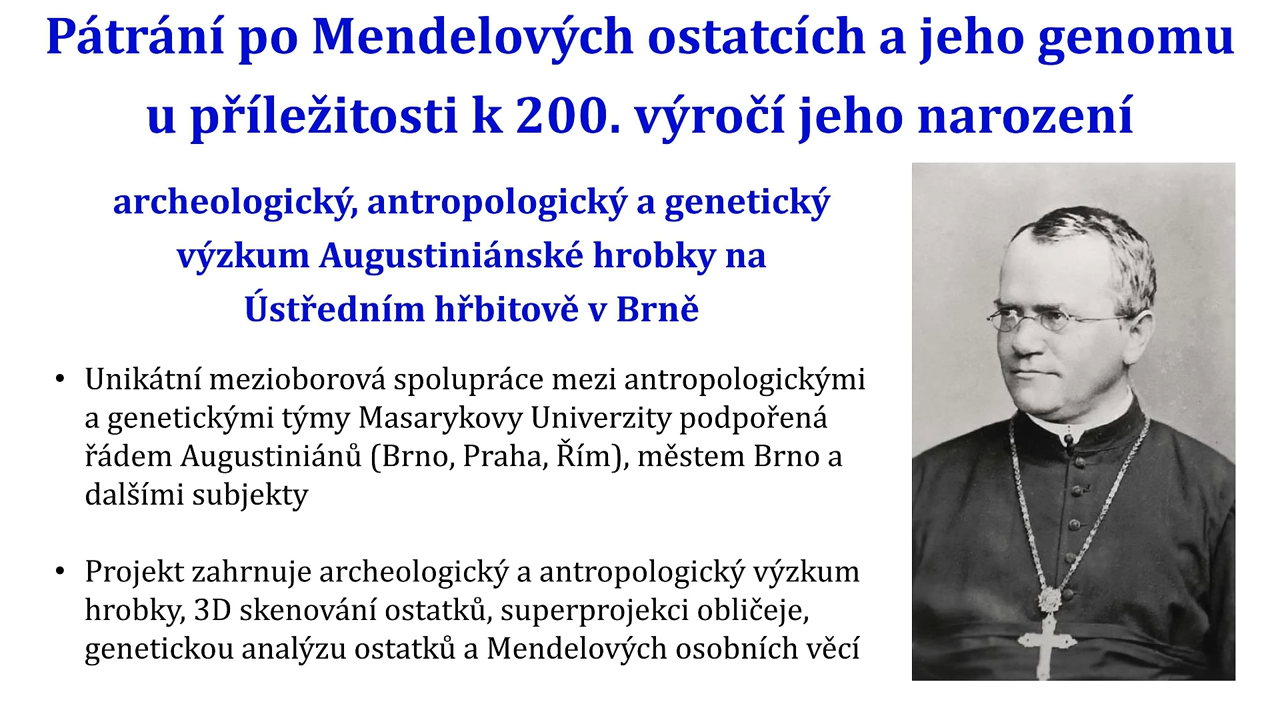 Pátrání po Mendelových ostatcích a jeho genomu
u příležitosti k 200. výročí jeho narození
archeologický, antropologický a genetický
výzkum Augustiniánské hrobky na
Ústředním hřbitově v Brně
• Unikátní mezioborová spolupráce mezi antropologickými
a genetickými týmy Masarykovy Univerzity podpořená
řádem Augustiniánů (Brno, Praha, Řím), městem Brno a
dalšími subjekty
• Projekt zahrnuje archeologický a antropologický výzkum
hrobky, 3D skenování ostatků, superprojekci obličeje,
genetickou analýzu ostatků a Mendelových osobních věcí